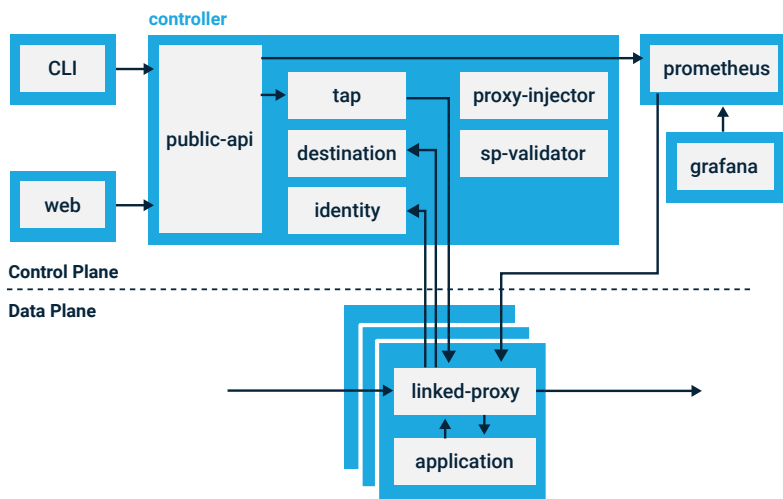 controller
CLI
public-api
tap
proxy-injector
prometheus
destination
sp-validator
grafana
web
identity
Control Plane
Data Plane
linked-proxy
application